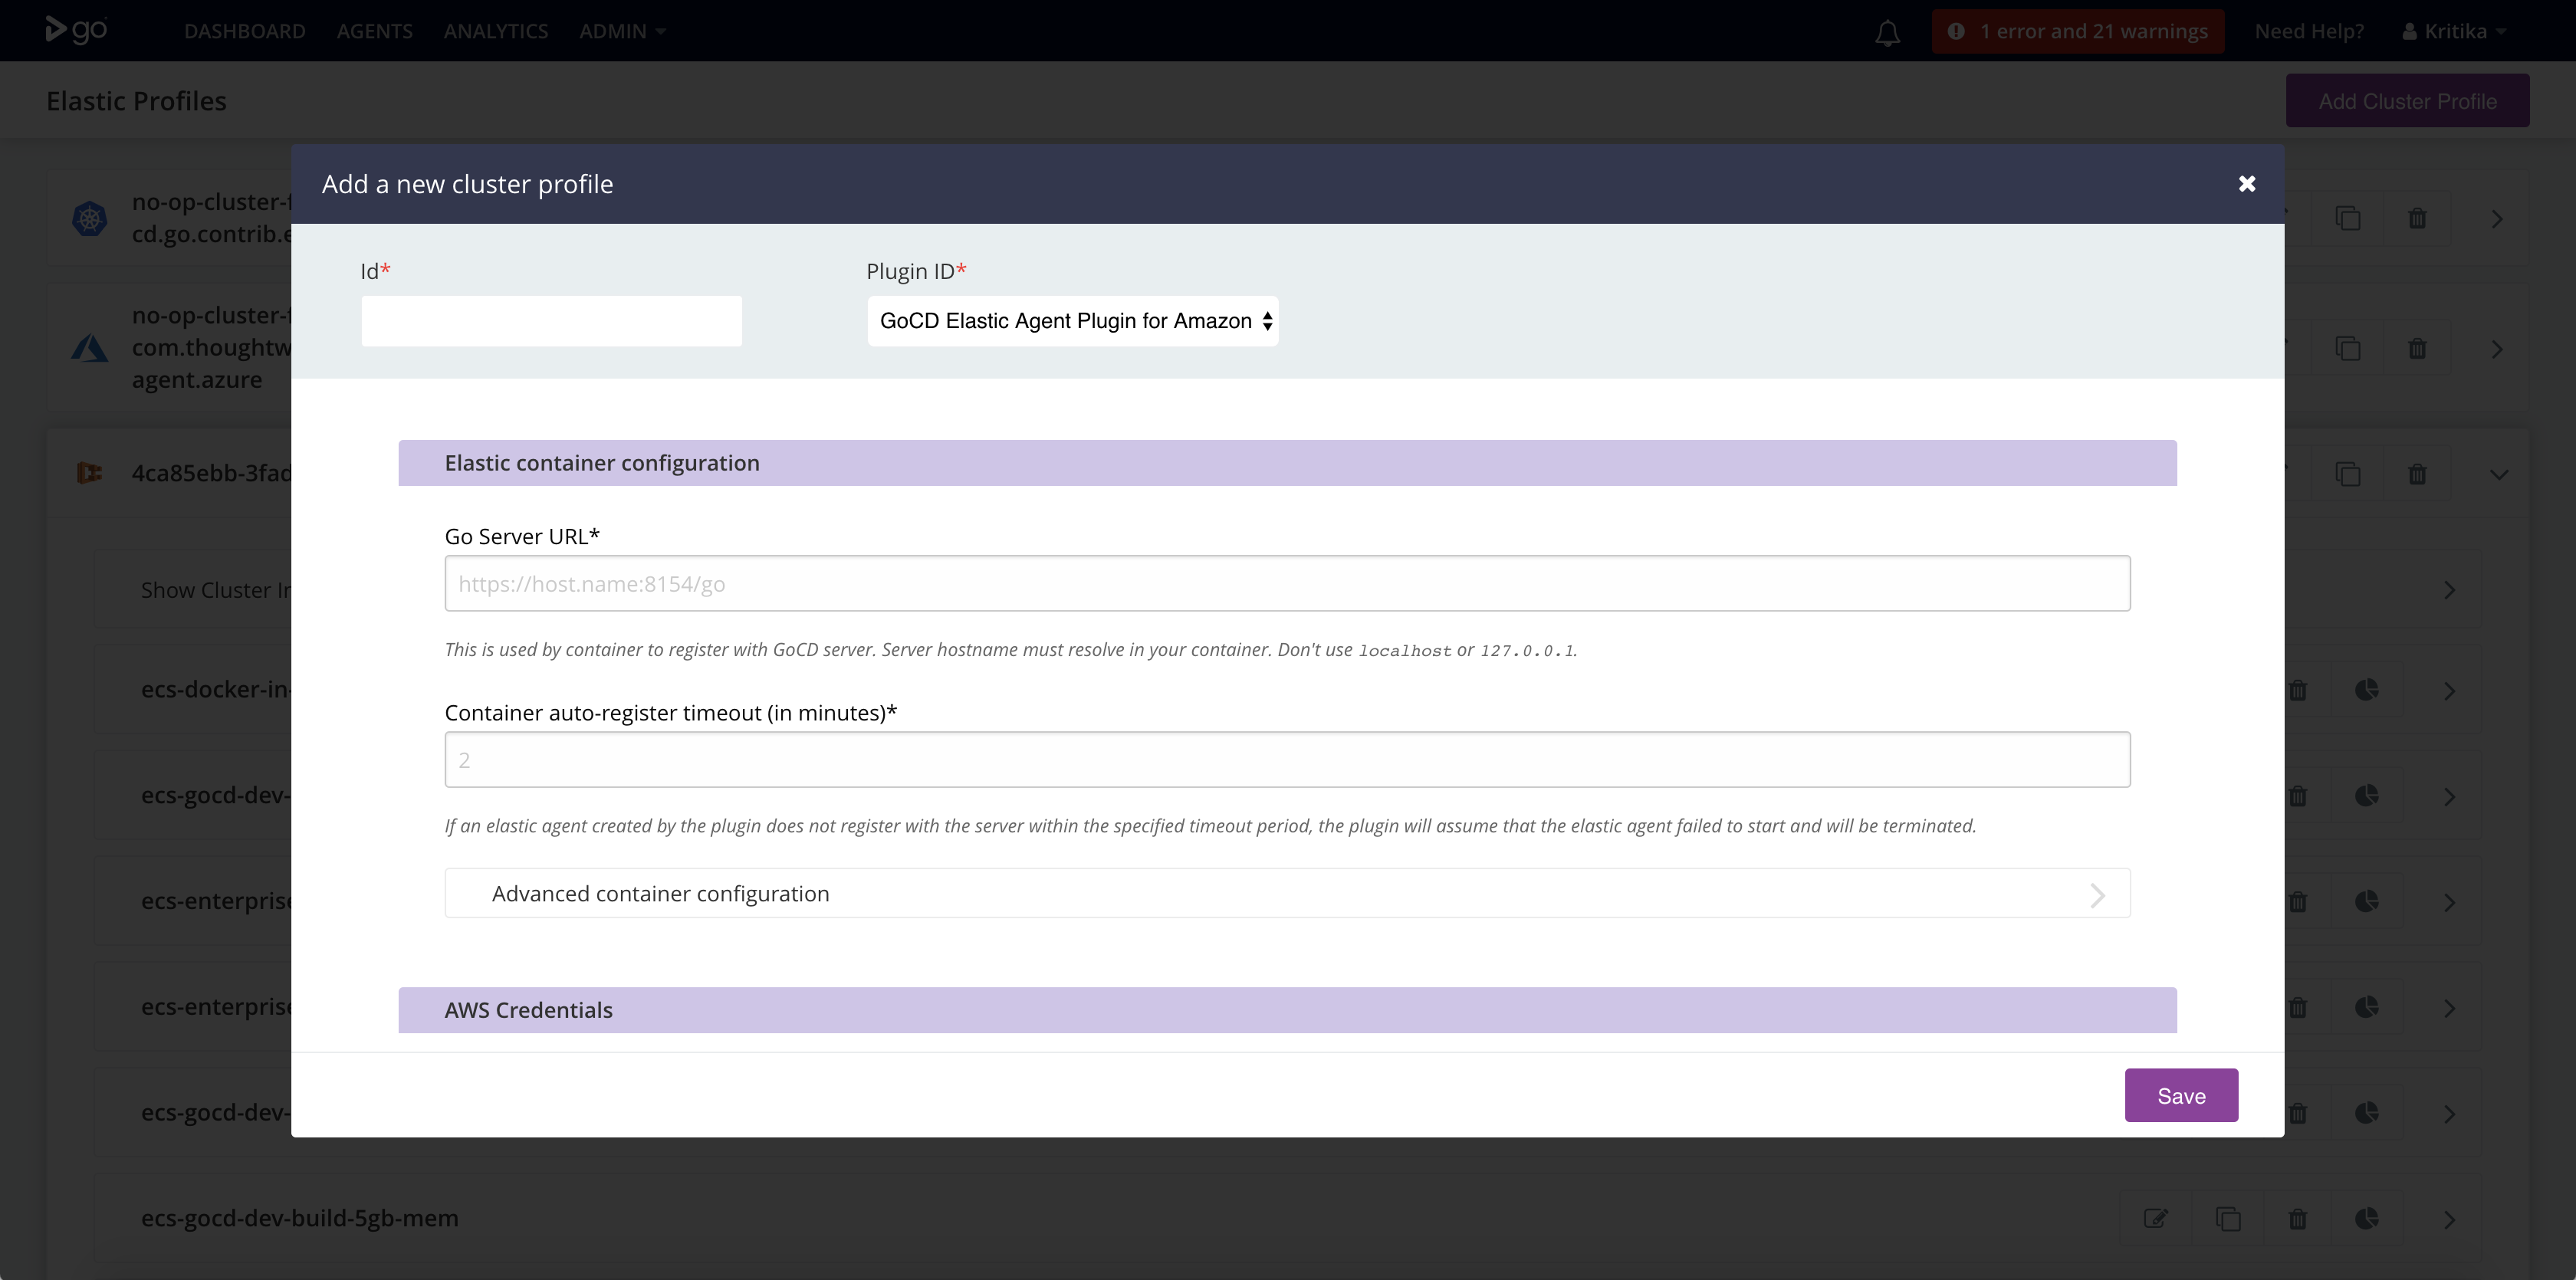 go
DASHBOARD AGENTS ANALYTICS ADMIN
1 error and 21 warnings Need Help? Kritika
Elastic Profiles
Add Cluster Profile
Add a new cluster profile
no-op-cluster-
cd.go.contrib.
Id*
Plugin ID*
GoCD Elastic Agent Plugin for Amazon
no-op-cluster-
com.thoughtw
agent.azure
4ca85ebb-3fad
Elastic container configuration
Go Server URL*
https://host.name:8154/go
Show Cluster
This is used by container to register with GoCD server. Server hostname must resolve in your container. Don't use localhost or 127.0.0.1.
ecs-docker-in-
Container auto-register timeout (in minutes)*
2
ecs-gocd-dev-
If an elastic agent created by the plugin does not register with the server within the specified timeout period, the plugin will assume that the elastic agent failed to start and will be terminated.
ecs-enterprise
Advanced container configuration
ecs-enterprise
AWS Credentials
ecs-gocd-dev-
Save
ecs-gocd-dev-build-5gb-mem